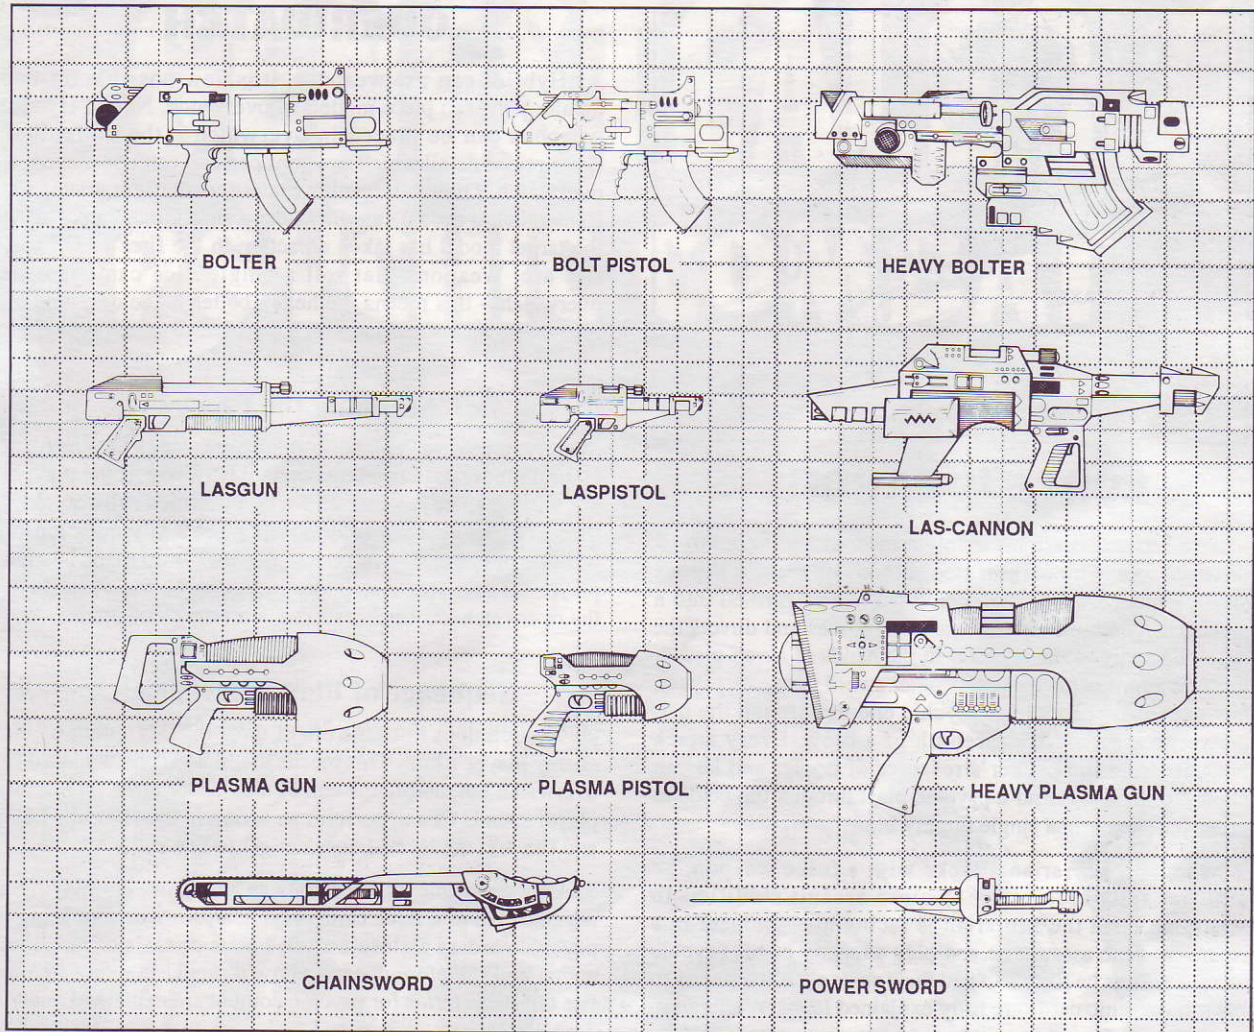 BOLTER
BOLT PISTOL
HEAVY BOLTER
LASGUN
LASPISTOL
LAS-CANNON
PLASMA GUN
PLASMA PISTOL
HEAVY PLASMA GUN
CHAINSWORD
POWER SWORD